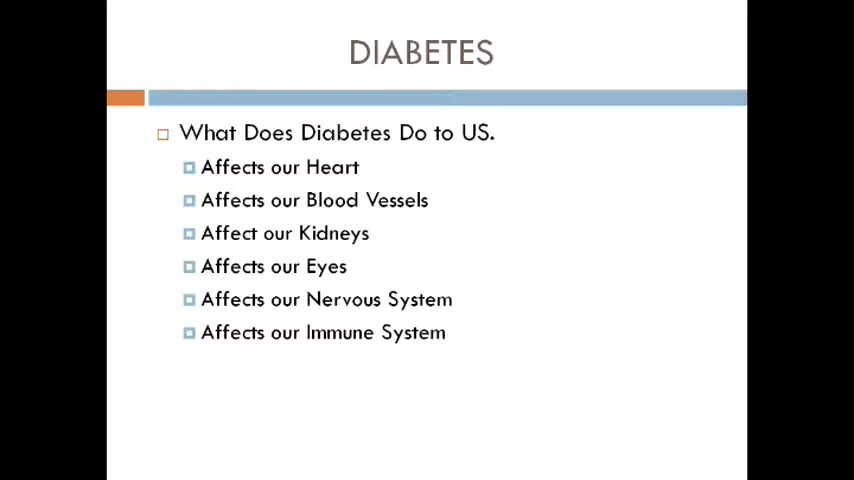 DIABETES
What Does Diabetes Do to US.
Affects our Heart
Affects our Blood Vessels
Affect our Kidneys
Affects our Eyes
Affects our Nervous System
Affects our Immune System